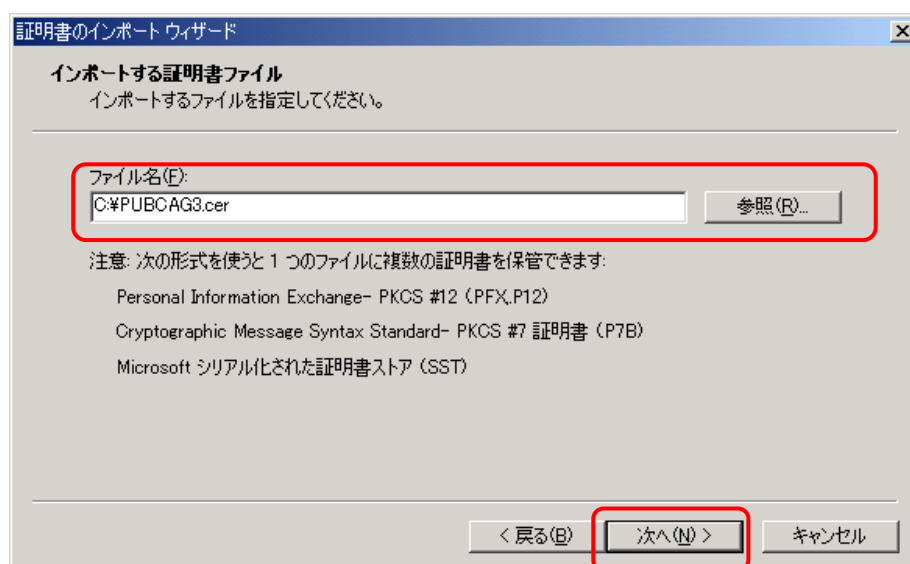 証明書のインポート ウィザード
インポートする証明書ファイル
インポートするファイルを指定してください。
ファイル名(F):
C:¥PUBCAG3.cer
参照(R)...
注意: 次の形式を使うと 1 つのファイルに複数の証明書を保管できます:
Personal Information Exchange- PKCS #12 (PFX,.P12)
Cryptographic Message Syntax Standard- PKCS #7 証明書 (P7B)
Microsoft シリアル化された証明書ストア (SST)
< 戻る(B)
次へ(N) >
キャンセル